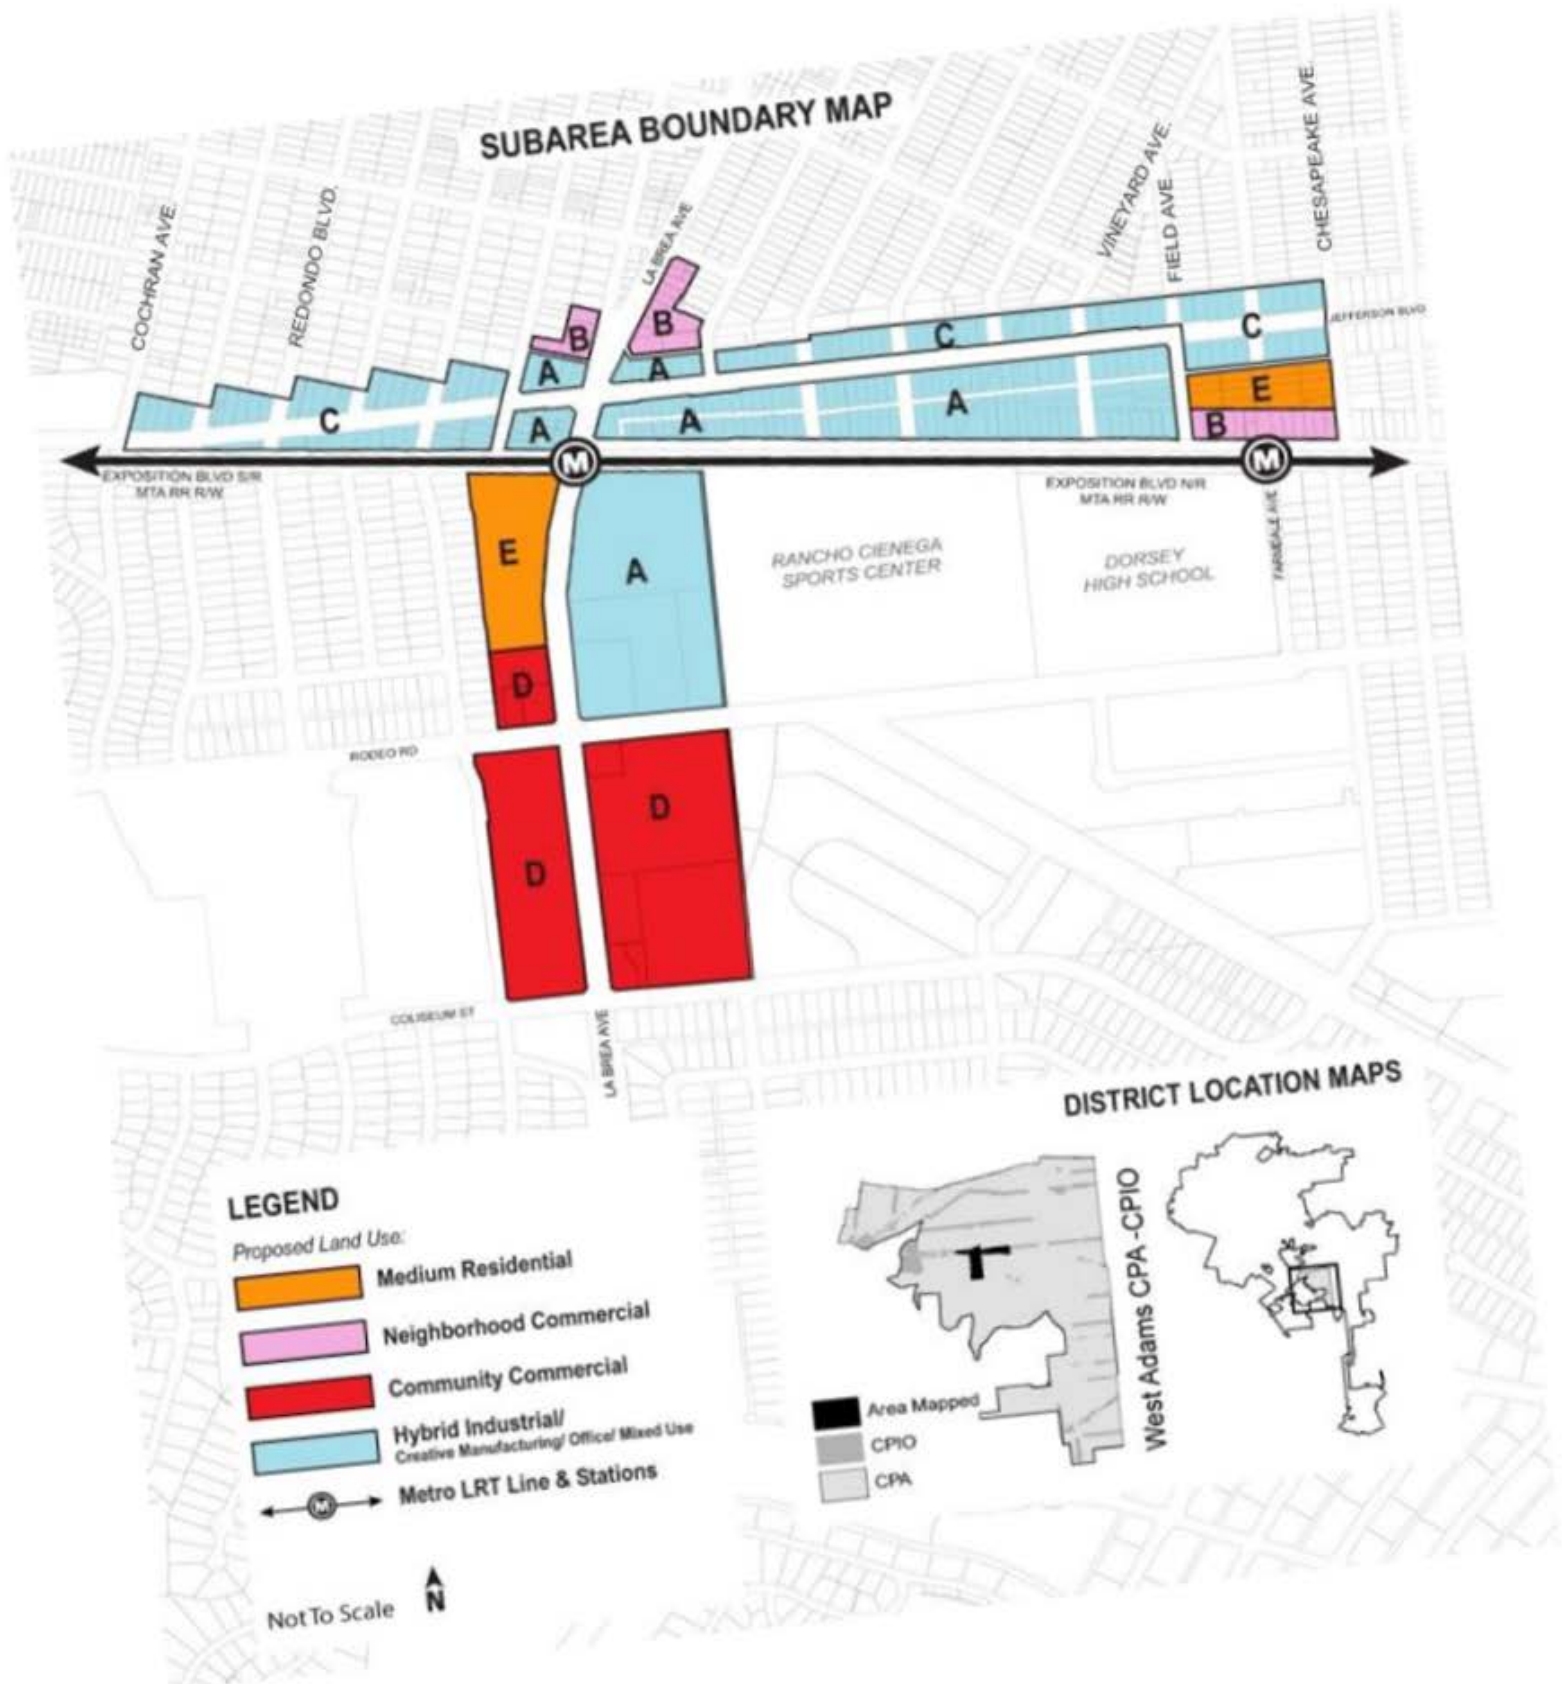 SUBAREA BOUNDARY MAP
COCHRAN AVE.
REDONDO BLVD.
LA BREA AVE
VINEYARD AVE.
FIELD AVE
CHESAPEAKE AVE.
JEFFERSON BLVD
B
B
A
A
C
C
C
E
B
A
A
A
M
M
EXPOSITION BLVD S/R
MTA RR R/W
EXPOSITION BLVD N/R
MTA RR R/W
FARMDALE AVE
E
A
RANCHO CIENEGA
SPORTS CENTER
DORSEY
HIGH SCHOOL
D
RODEO RD
D
D
COLISEUM ST
LA BREA AVE
DISTRICT LOCATION MAPS
West Adams CPA -CPIO
Area Mapped
CPIO
CPA
LEGEND
Proposed Land Use:
Medium Residential
Neighborhood Commercial
Community Commercial
Hybrid Industrial/
Creative Manufacturing/ Office/ Mixed Use
M
Metro LRT Line & Stations
Not To Scale
N